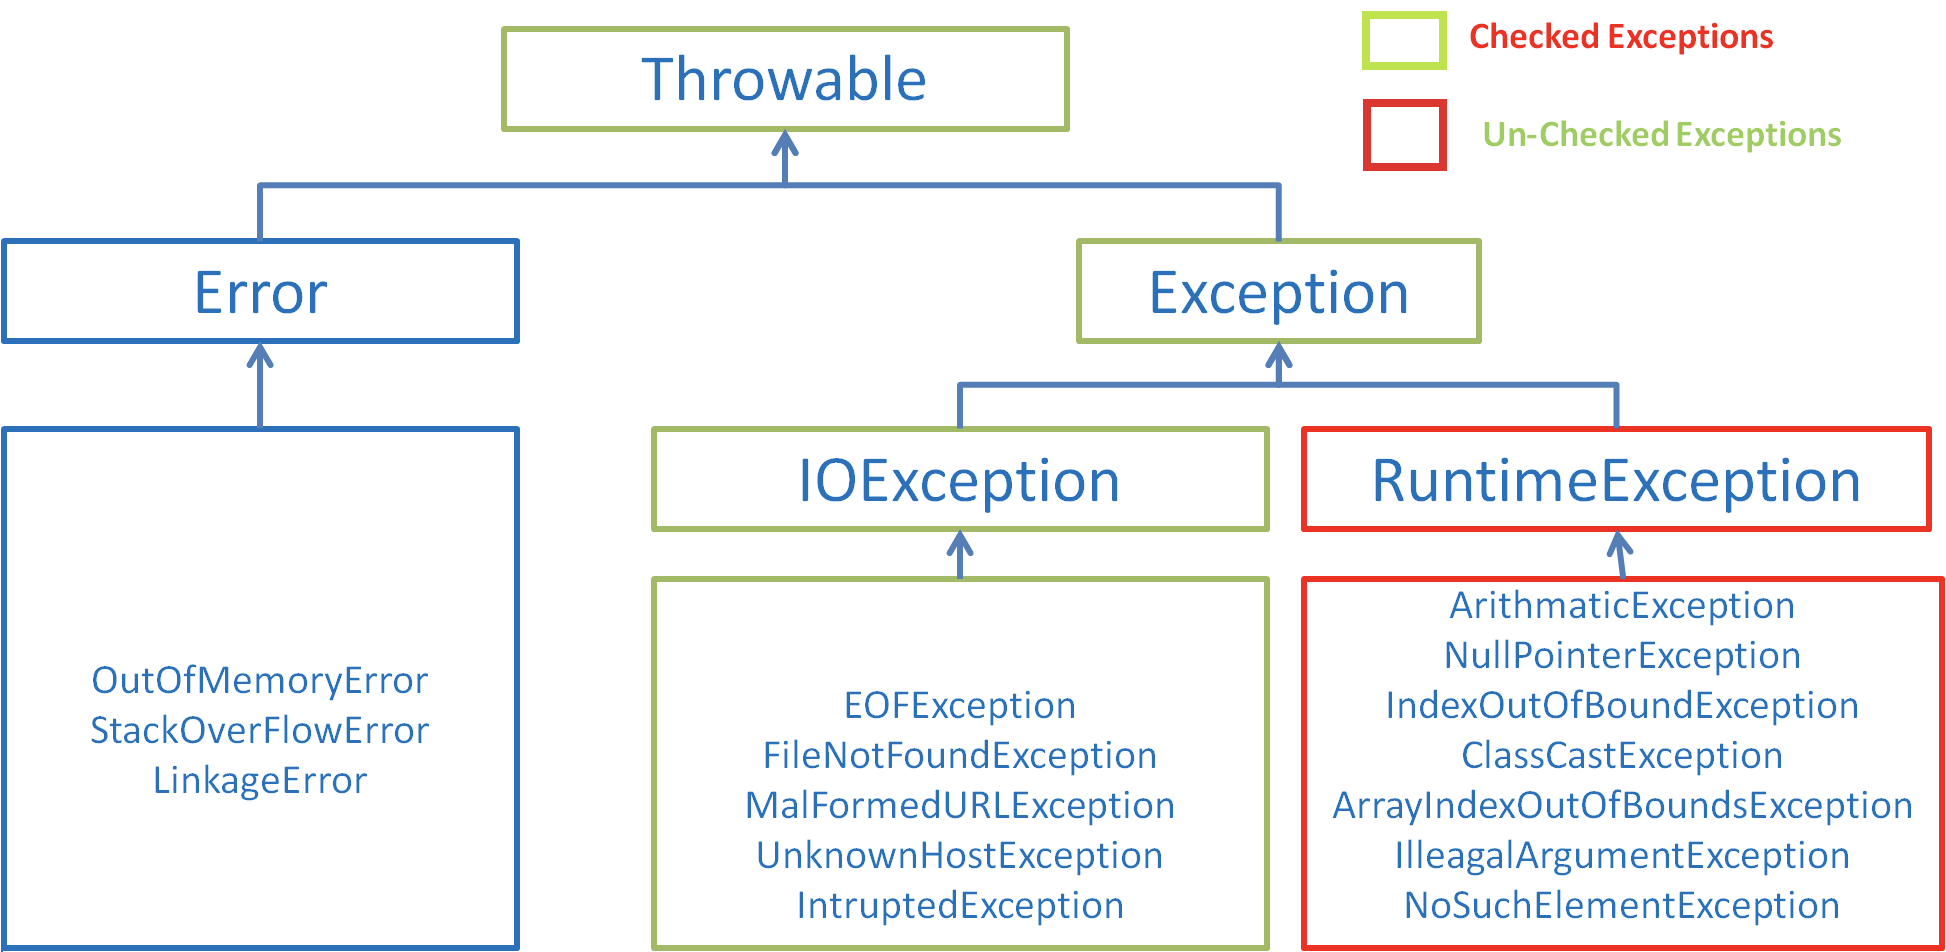 Throwable
Checked Exceptions
Un-Checked Exceptions
Error
Exception
IOException
RuntimeException
OutOfMemoryError
StackOverFlowError
LinkageError
EOFException
FileNotFoundException
MalFormedURLException
UnknownHostException
IntruptedException
ArithmaticException
NullPointerException
IndexOutOfBoundException
ClassCastException
ArrayIndexOutOfBoundsException
IlleagalArgumentException
NoSuchElementException